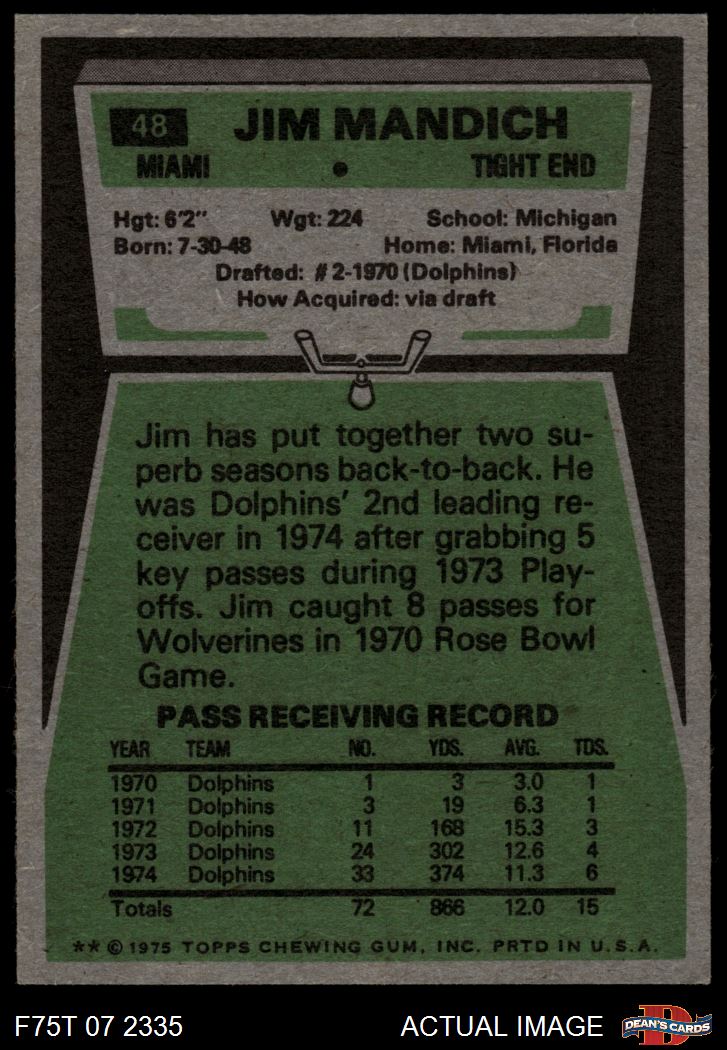 48 JIM MANDICH
MIAMI • TIGHT END
Hgt: 6'2" Wgt: 224 School: Michigan
Born: 7-30-48 Home: Miami, Florida
Drafted: #2-1970 (Dolphins)
How Acquired: via draft
Jim has put together two su-
perb seasons back-to-back. He
was Dolphins' 2nd leading re-
ceiver in 1974 after grabbing 5
key passes during 1973 Play-
offs. Jim caught 8 passes for
Wolverines in 1970 Rose Bowl
Game.
PASS RECEIVING RECORD
YEAR TEAM NO. YDS. AVG. TDS.
1970 Dolphins 1 3 3.0 1
1971 Dolphins 3 19 6.3 1
1972 Dolphins 11 168 15.3 3
1973 Dolphins 24 302 12.6 4
1974 Dolphins 33 374 11.3 6
Totals 72 866 12.0 15
** © 1975 TOPPS CHEWING GUM, INC. PRTD IN U.S.A.
F75T 07 2335 ACTUAL IMAGE D DEAN'S CARDS